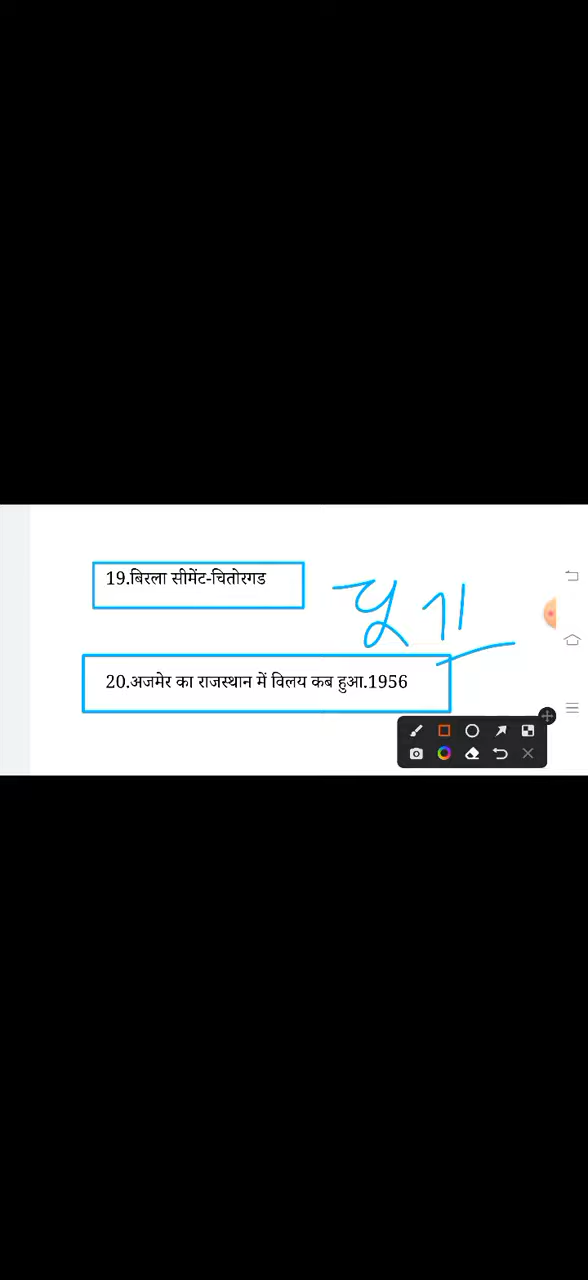 19.बिरला सीमेंट-चितोरगड
20.अजमेर का राजस्थान में विलय कब हुआ.1956